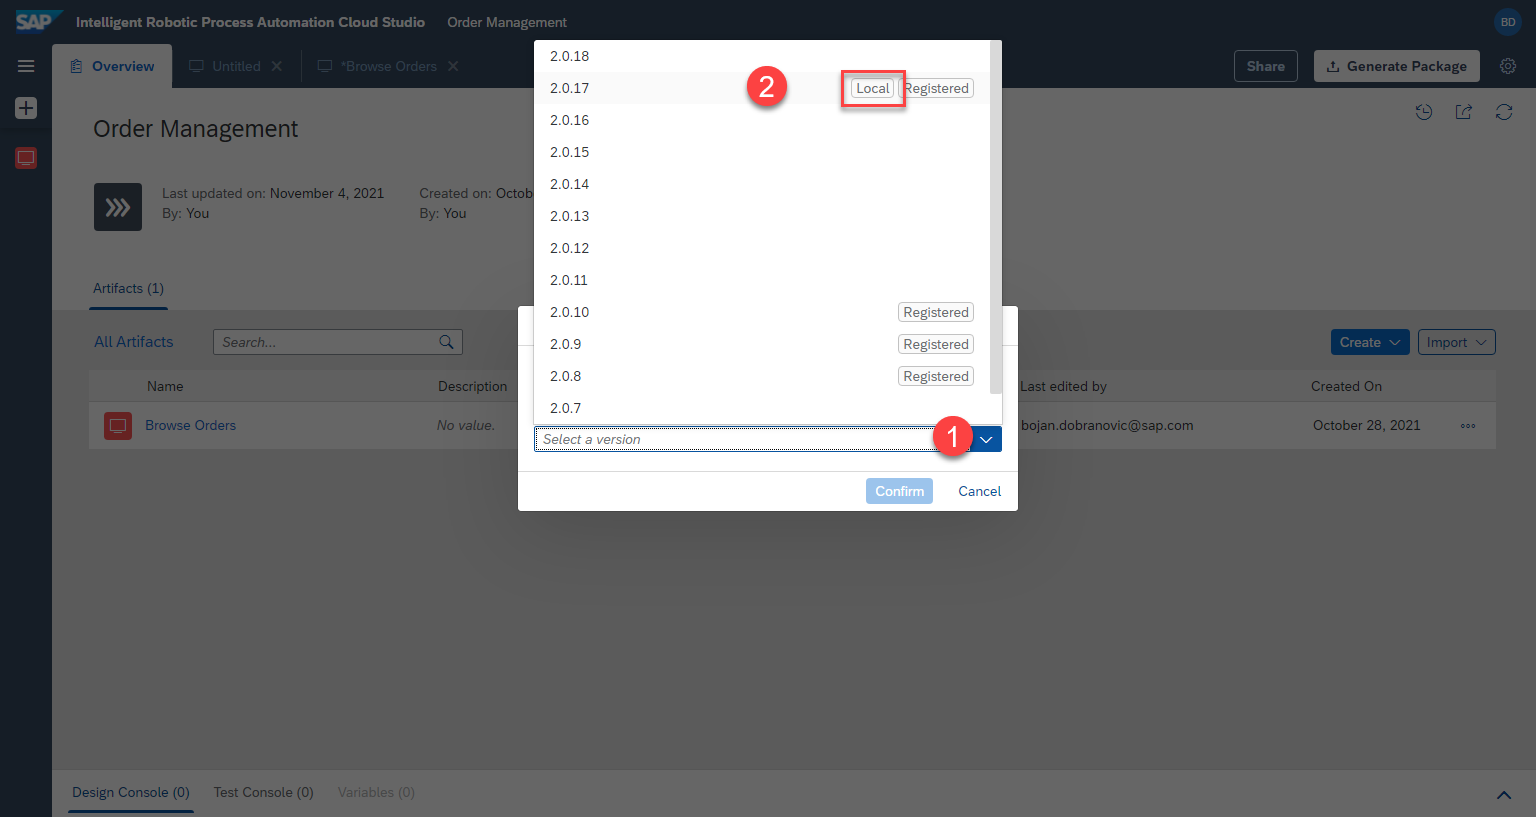 SAP Intelligent Robotic Process Automation Cloud Studio Order Management BD
Overview Untitled *Browse Orders Share Generate Package
2.0.18
2.0.17 2 Local Registered
2.0.16
2.0.15
2.0.14
2.0.13
2.0.12
2.0.11
2.0.10 Registered
2.0.9 Registered
2.0.8 Registered
2.0.7
Select a version 1
Confirm Cancel
Order Management
Last updated on: November 4, 2021 Created on: Octo
By: You By: You
Artifacts (1)
All Artifacts Search... Create Import
Name Description Last edited by Created On
Browse Orders No value. bojan.dobranovic@sap.com October 28, 2021
Design Console (0) Test Console (0) Variables (0)